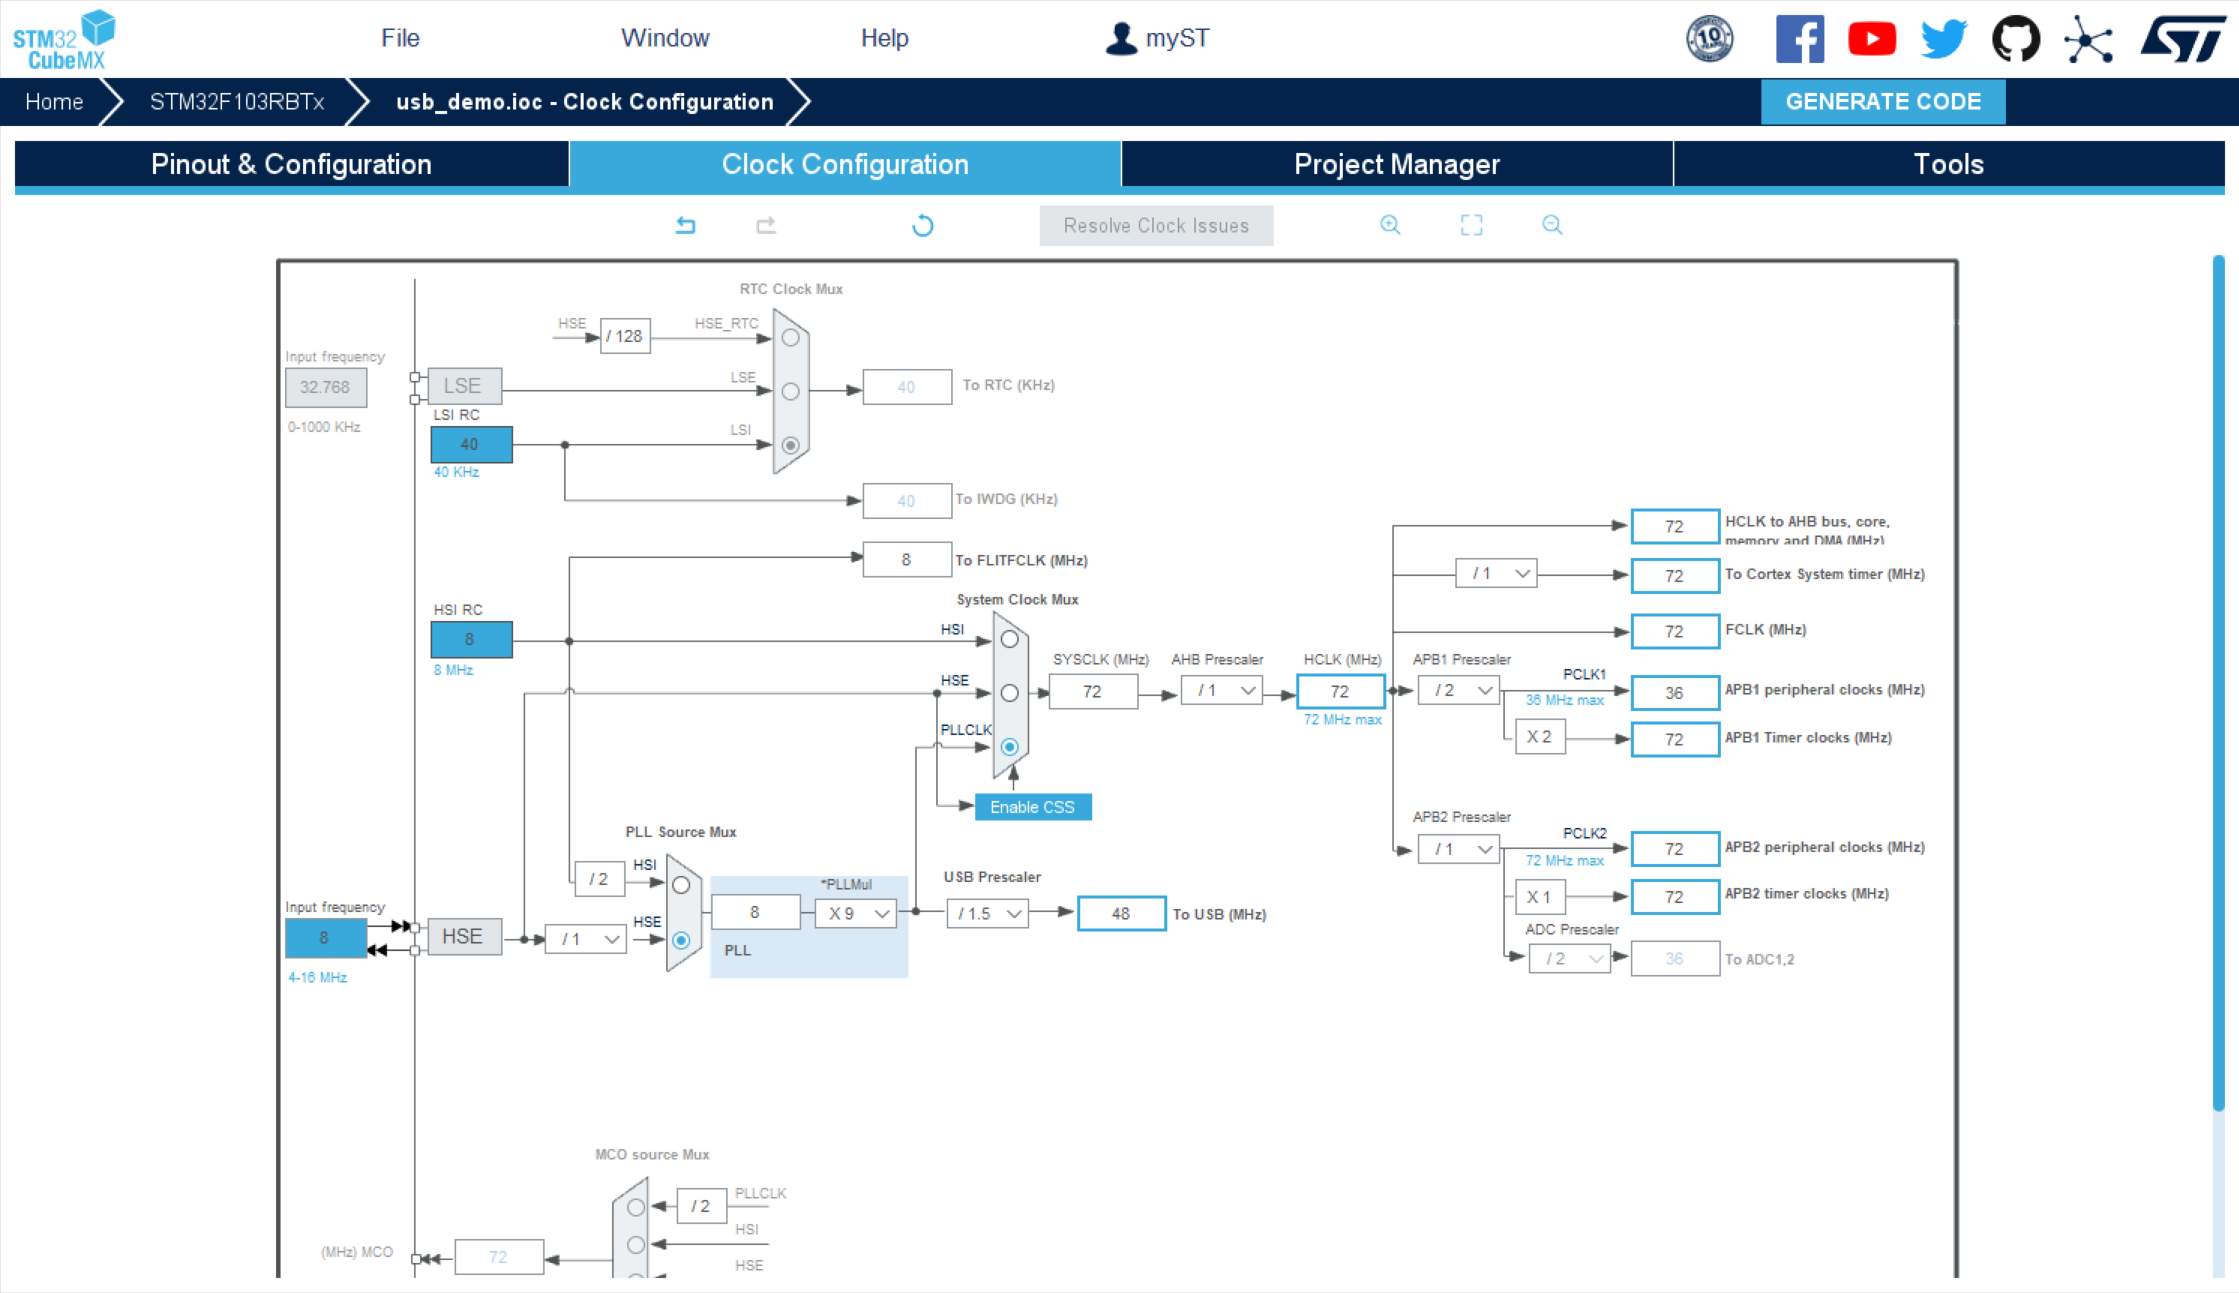 STM32
CubeMX
File
Window
Help
myST
10
ST
Home
STM32F103RBTx
usb_demo.ioc - Clock Configuration
GENERATE CODE
Pinout & Configuration
Clock Configuration
Project Manager
Tools
Resolve Clock Issues
RTC Clock Mux
HSE
/ 128
HSE_RTC
Input frequency
32.768
0-1000 KHz
LSE
LSE
40
To RTC (KHz)
LSI RC
40
40 KHz
LSI
40
To IWDG (KHz)
8
To FLITFCLK (MHz)
HCLK to AHB bus, core,
memory and DMA (MHz)
72
/ 1
72
To Cortex System timer (MHz)
72
FCLK (MHz)
System Clock Mux
HSI RC
8
8 MHz
HSI
HSE
PLLCLK
SYSCLK (MHz)
72
AHB Prescaler
/ 1
HCLK (MHz)
72
72 MHz max
APB1 Prescaler
/ 2
PCLK1
36 MHz max
36
APB1 peripheral clocks (MHz)
X 2
72
APB1 Timer clocks (MHz)
Enable CSS
PLL Source Mux
/ 2
HSI
APB2 Prescaler
/ 1
PCLK2
72 MHz max
72
APB2 peripheral clocks (MHz)
X 1
72
APB2 timer clocks (MHz)
Input frequency
8
4-16 MHz
HSE
/ 1
HSE
8
PLL
*PLLMul
X 9
USB Prescaler
/ 1.5
48
To USB (MHz)
ADC Prescaler
/ 2
36
To ADC1,2
MCO source Mux
/ 2
PLLCLK
HSI
HSE
(MHz) MCO
72